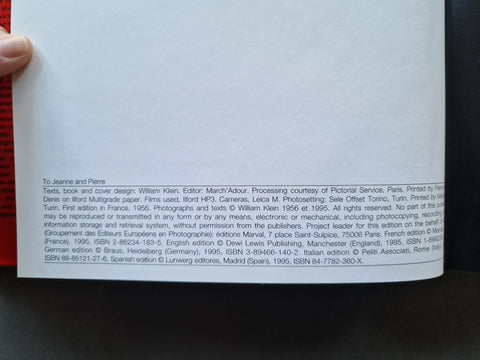 To Jeanne and Pierre
Texts, book and cover design: William Klein. Editor: March'Adour. Processing courtesy of Pictorial Service, Paris. Printed by Pierre
Denis on Ilford Multigrade paper. Films used, Ilford HP3. Cameras, Leica M. Photosetting: Sele Offset Torino, Turin. Printed by
Turin. First edition in France, 1956. Photographs and texts © William Klein 1956 et 1995. All rights reserved. No part of this
may be reproduced or transmitted in any form or by any means, electronic or mechanical, including photocopying, recording
information storage and retrieval system, without permission from the publishers. Project leader for this edition on the behalf of
(Groupement des Editeurs Européens en Photographie): éditions Marval, 7 place Saint-Sulpice, 75006 Paris. French edition © Marval
(France), 1995, ISBN 2-86234-183-5. English edition © Dewi Lewis Publishing, Manchester (England), 1995, ISBN
German edition © Braus, Heidelberg (Germany), 1995, ISBN 3-89466-140-2. Italian edition © Peliti Associati, Rome (Italy)
ISBN 88-85121-27-6. Spanish edition © Lunwerg editores, Madrid (Spain), 1995, ISBN 84-7782-360-X.